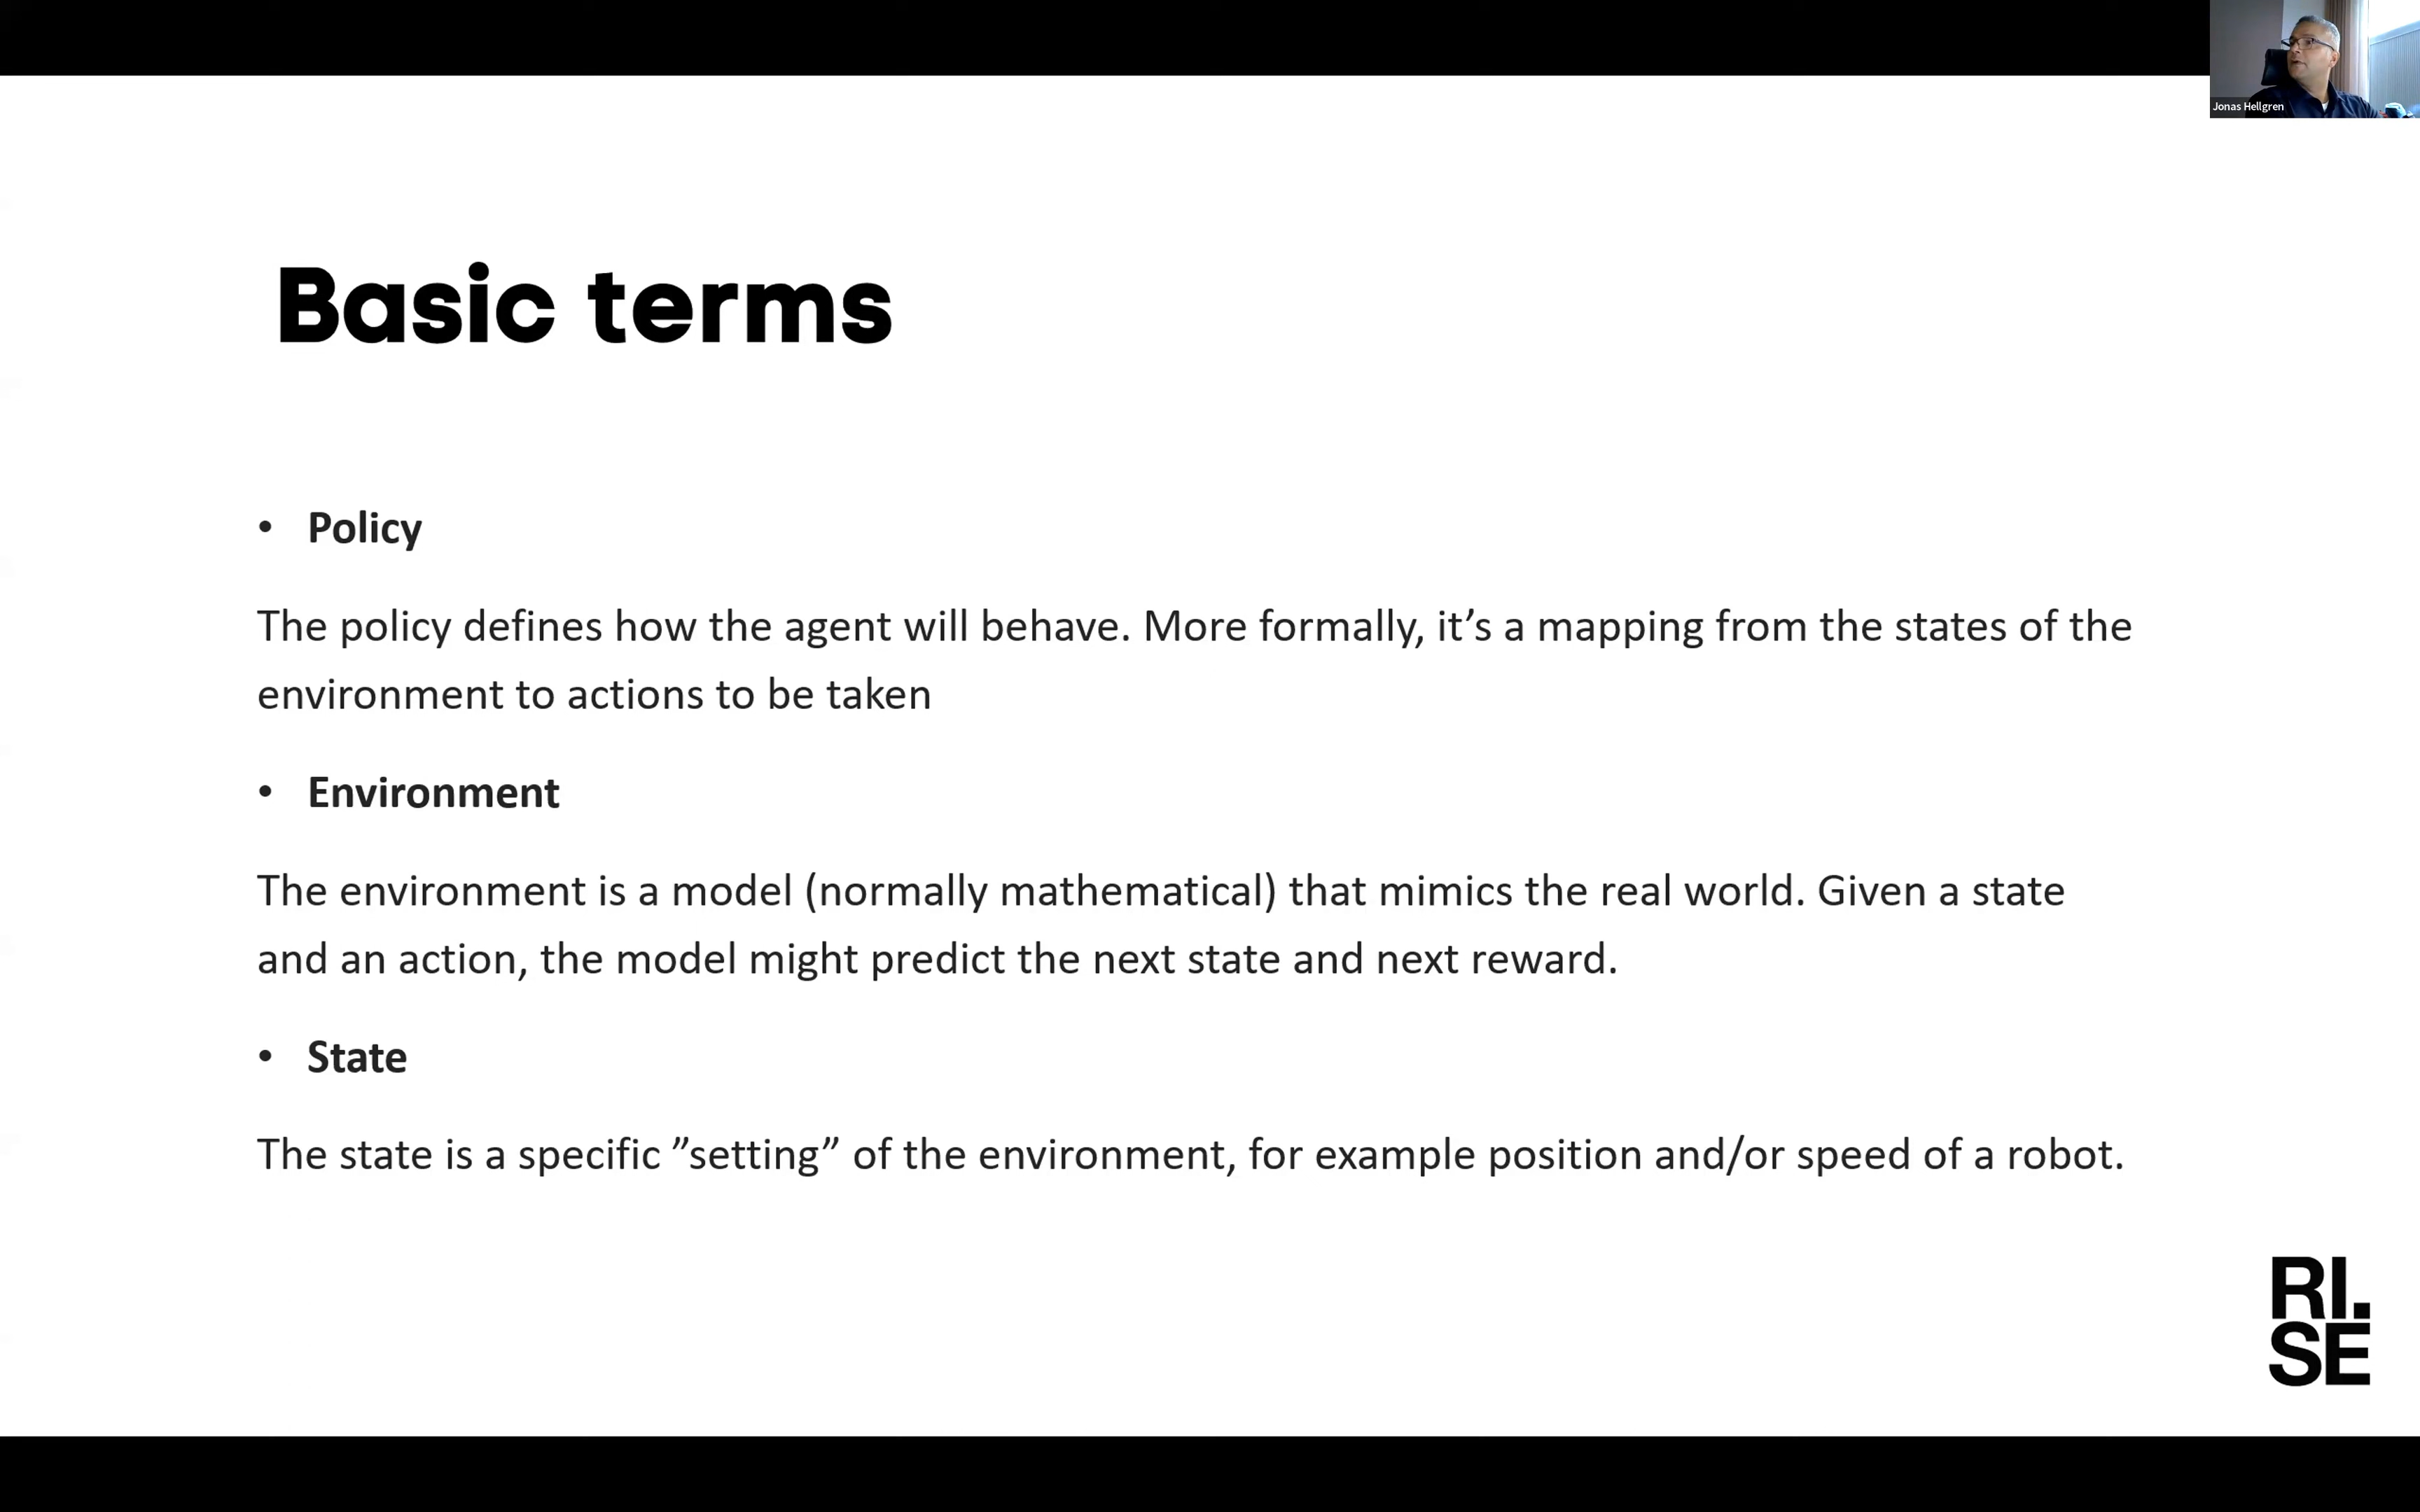 Jonas Hellgren
Basic terms
• Policy
The policy defines how the agent will behave. More formally, it’s a mapping from the states of the
environment to actions to be taken
• Environment
The environment is a model (normally mathematical) that mimics the real world. Given a state
and an action, the model might predict the next state and next reward.
• State
The state is a specific ”setting” of the environment, for example position and/or speed of a robot.
RI.
SE